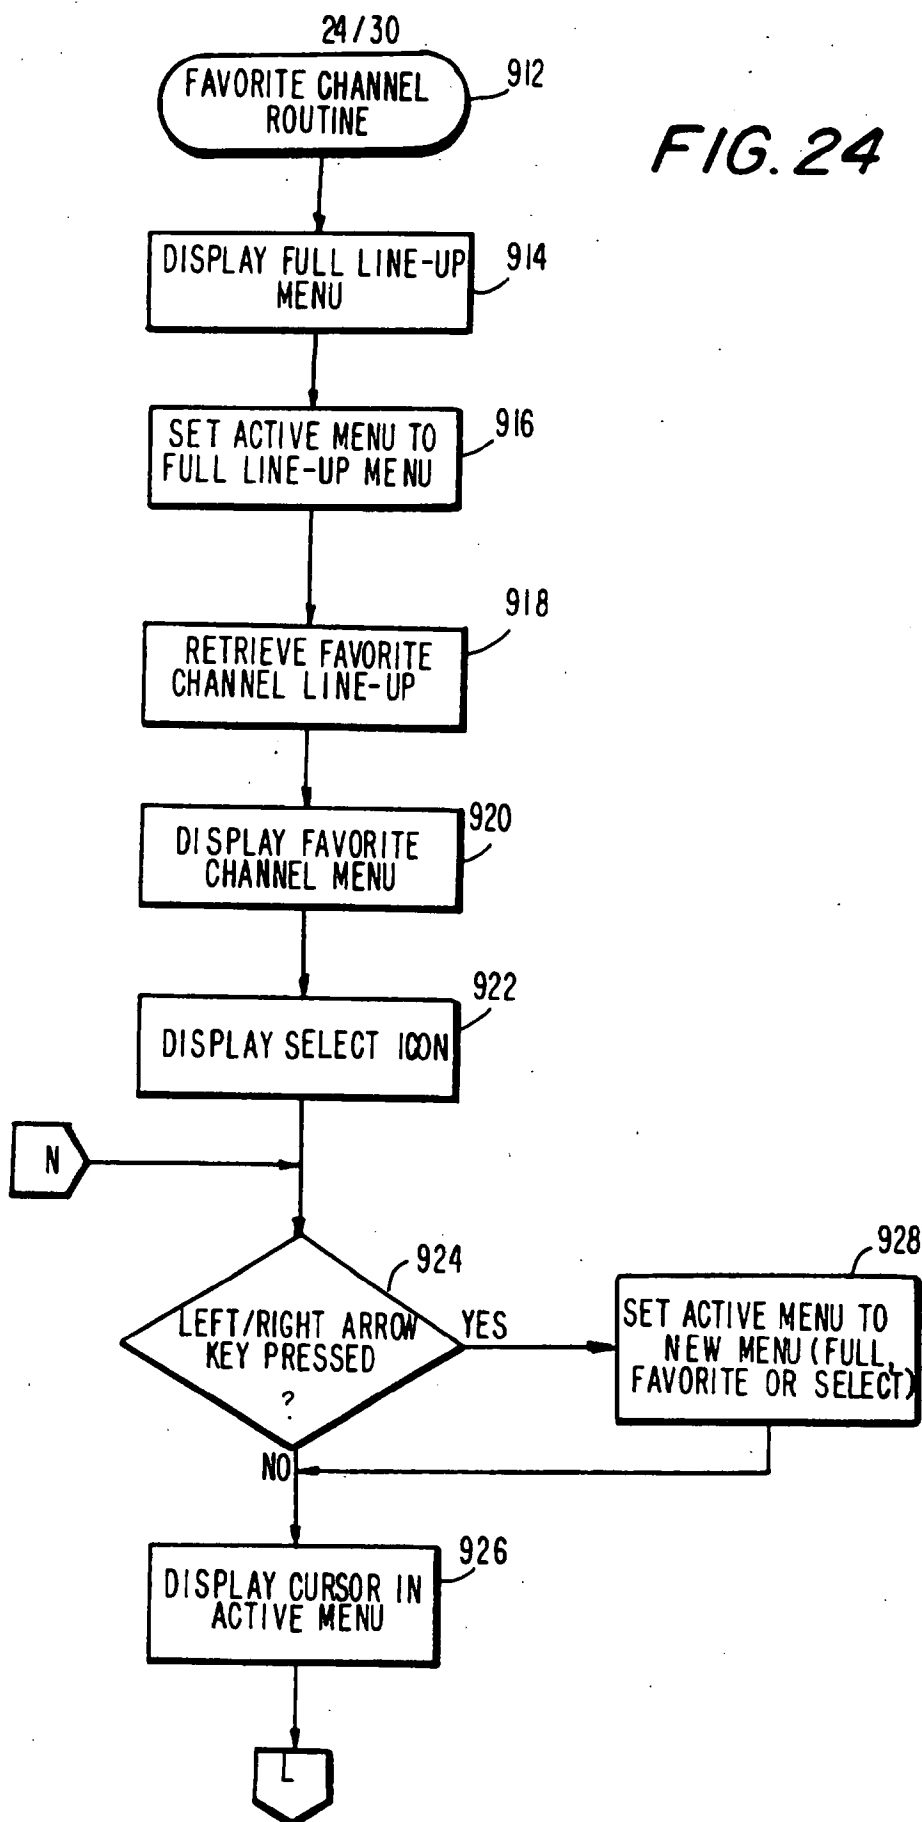 24/30
FAVORITE CHANNEL
ROUTINE
912
FIG. 24
DISPLAY FULL LINE-UP
MENU
914
SET ACTIVE MENU TO
FULL LINE-UP MENU
916
RETRIEVE FAVORITE
CHANNEL LINE-UP
918
DISPLAY FAVORITE
CHANNEL MENU
920
DISPLAY SELECT ICON
922
N
924
LEFT/RIGHT ARROW
KEY PRESSED
?
YES
928
SET ACTIVE MENU TO
NEW MENU (FULL,
FAVORITE OR SELECT)
NO
926
DISPLAY CURSOR IN
ACTIVE MENU
L